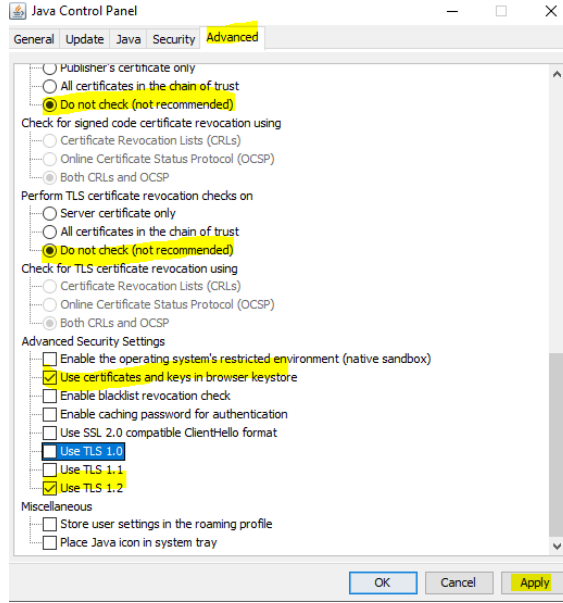 Java Control Panel
General Update Java Security Advanced
Publisher's certificate only
All certificates in the chain of trust
Do not check (not recommended)
Check for signed code certificate revocation using
Certificate Revocation Lists (CRLs)
Online Certificate Status Protocol (OCSP)
Both CRLs and OCSP
Perform TLS certificate revocation checks on
Server certificate only
All certificates in the chain of trust
Do not check (not recommended)
Check for TLS certificate revocation using
Certificate Revocation Lists (CRLs)
Online Certificate Status Protocol (OCSP)
Both CRLs and OCSP
Advanced Security Settings
Enable the operating system's restricted environment (native sandbox)
Use certificates and keys in browser keystore
Enable blacklist revocation check
Enable caching password for authentication
Use SSL 2.0 compatible ClientHello format
Use TLS 1.0
Use TLS 1.1
Use TLS 1.2
Miscellaneous
Store user settings in the roaming profile
Place Java icon in system tray
OK Cancel Apply